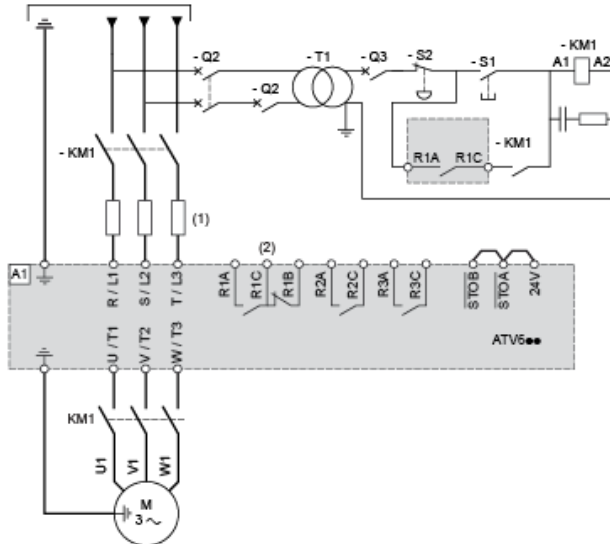 - Q2
- T1
- Q3
- S2
- S1
- KM1
A1
A2
- Q2
- KM1
R1A
R1C
- KM1
(1)
(2)
A1
R / L1
S / L2
T / L3
R1A
R1C
R1B
R2A
R2C
R3A
R3C
STOB
STOA
24V
U / T1
V / T2
W / T3
ATV6●●
KM1
U1
V1
W1
M
3 ~